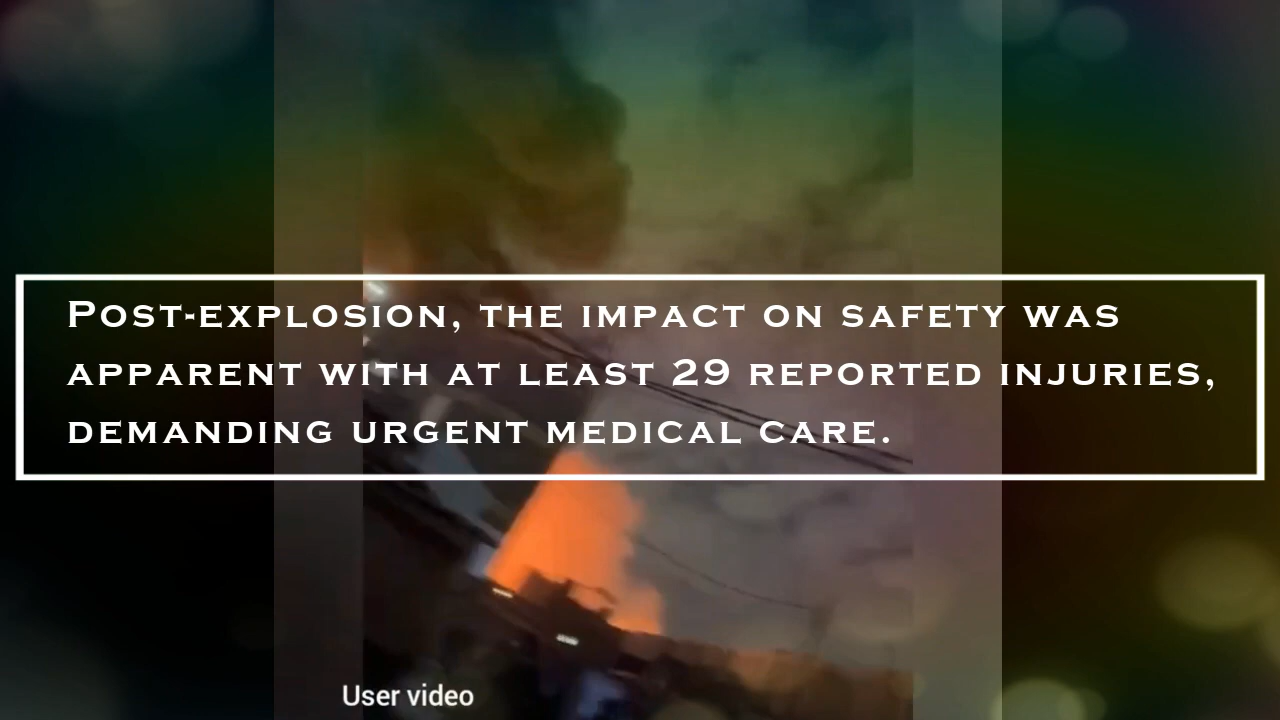 Post-explosion, the impact on safety was
apparent with at least 29 reported injuries,
demanding urgent medical care.
User video